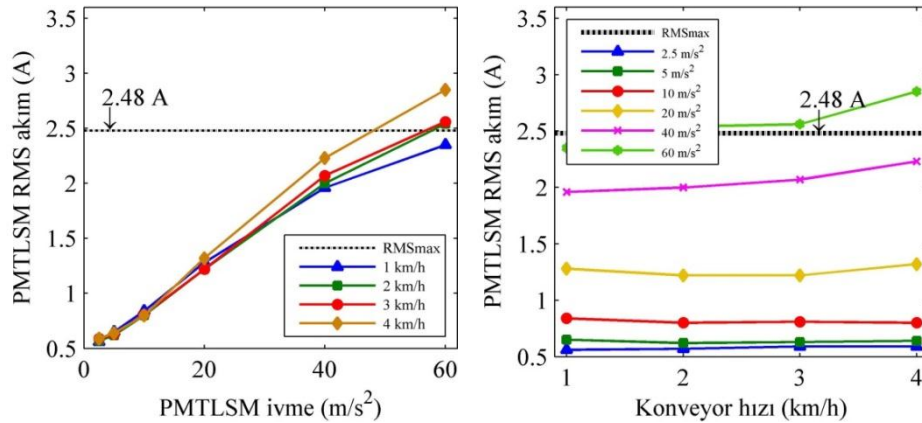 3.5
3
2.5
2
1.5
1
0.5
PMTLSM RMS akım (A)
2.48 A
RMSmax
1 km/h
2 km/h
3 km/h
4 km/h
0
20
40
60
PMTLSM ivme (m/s²)
3.5
3
2.5
2
1.5
1
0.5
PMTLSM RMS akım (A)
RMSmax
2.5 m/s²
5 m/s²
10 m/s²
20 m/s²
40 m/s²
60 m/s²
2.48 A
1
2
3
4
Konveyor hızı (km/h)